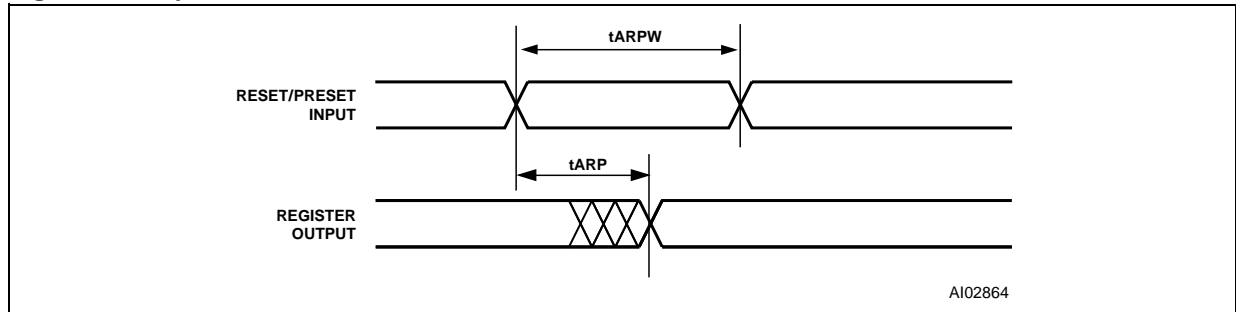 tARPW
RESET/PRESET
INPUT
tARP
REGISTER
OUTPUT
AI02864